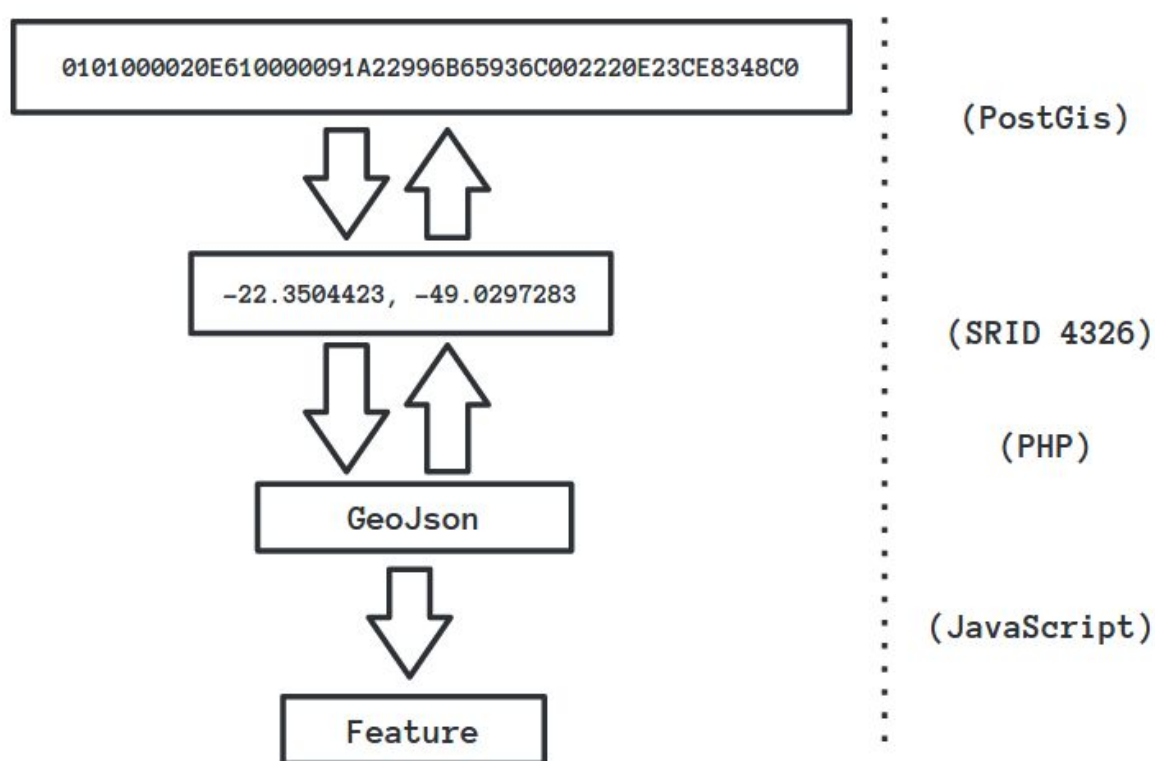 0101000020E610000091A22996B65936C002220E23CE8348C0
(PostGis)
-22.3504423, -49.0297283
(SRID 4326)
(PHP)
GeoJson
(JavaScript)
Feature